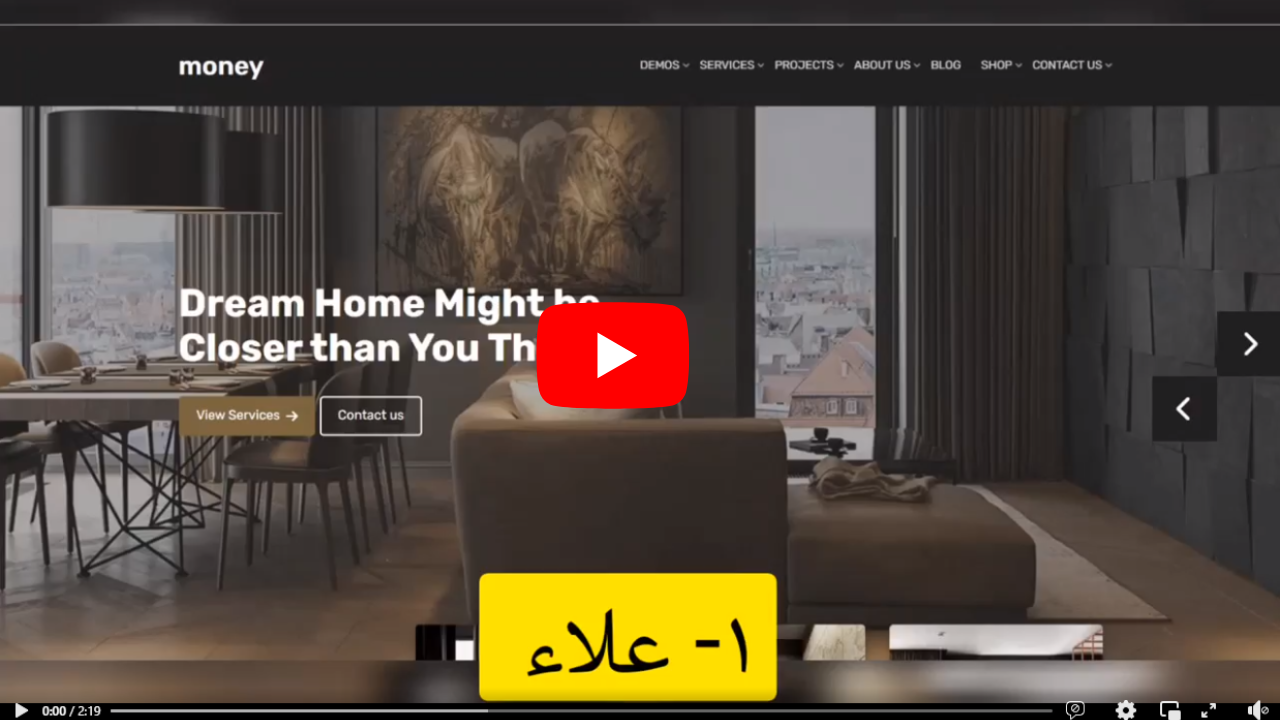 money
DEMOS SERVICES PROJECTS ABOUT US BLOG SHOP CONTACT US
Dream Home Might be
Closer than You Th
View Services →
Contact us
١- علاء
0:00 / 2:19